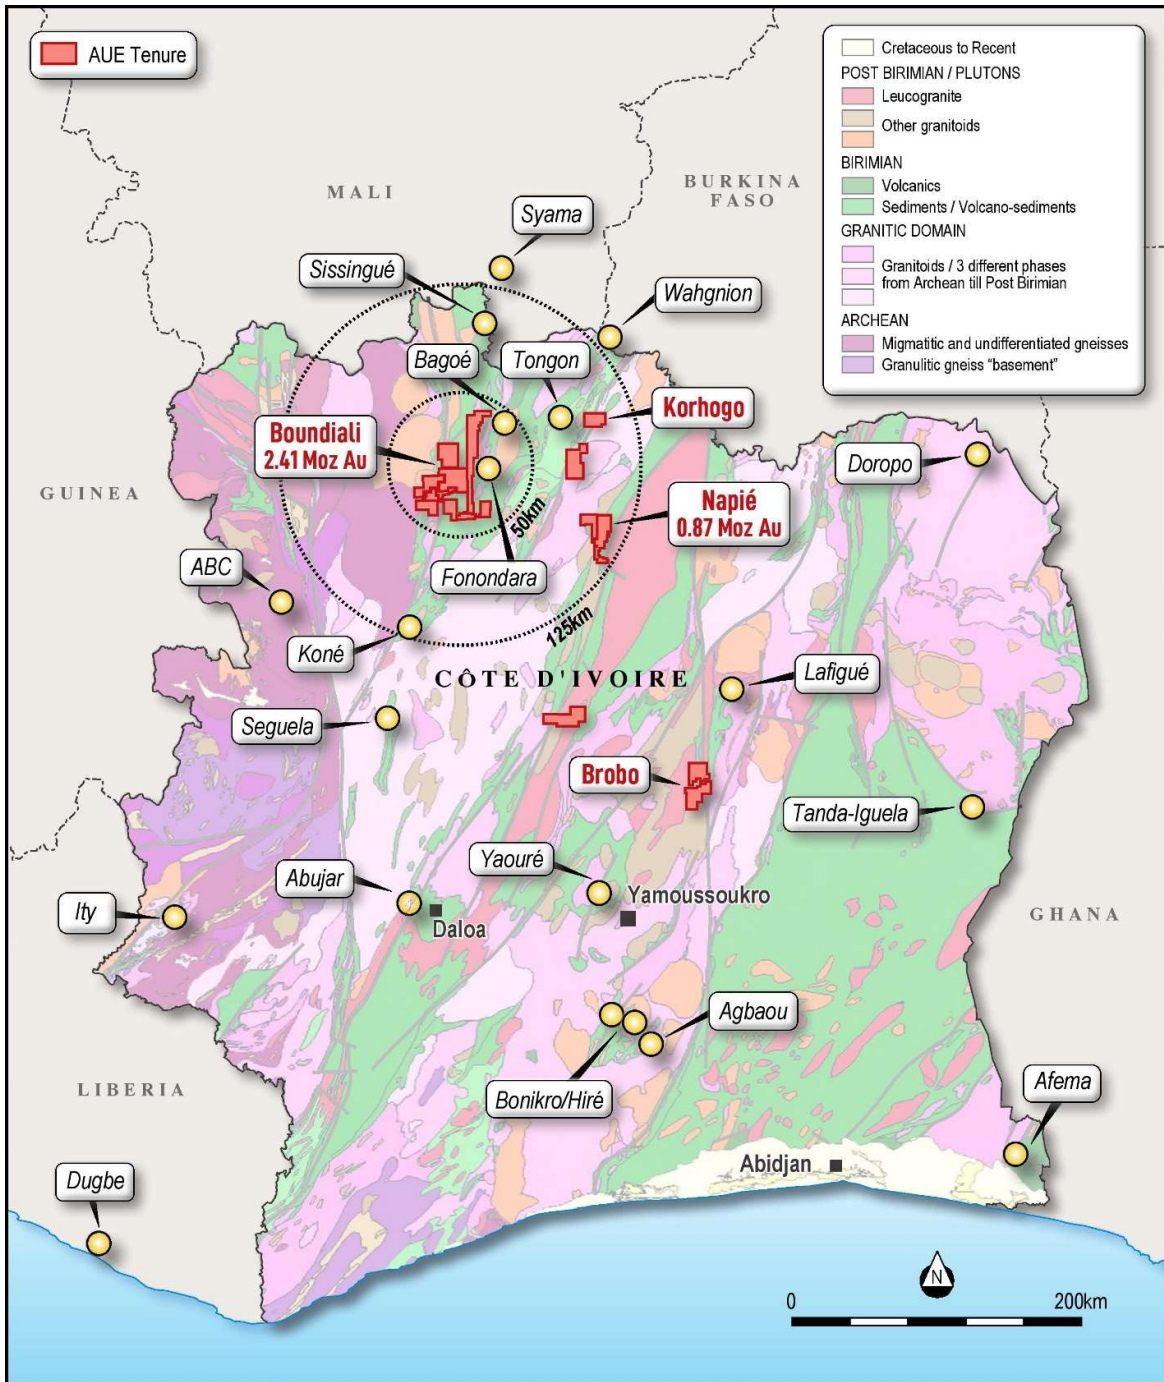 AUE Tenure
Cretaceous to Recent
POST BIRIMIAN / PLUTONS
Leucogranite
Other granitoids
BIRIMIAN
Volcanics
Sediments / Volcano-sediments
GRANITIC DOMAIN
Granitoids / 3 different phases
from Archean till Post Birimian
ARCHEAN
Migmatitic and undifferentiated gneisses
Granulitic gneiss "basement"
MALI
BURKINA
FASO
Syama
Sissingué
Wahgnion
Bagoé
Tongon
Korhogo
Boundiali
2.41 Moz Au
Doropo
GUINEA
Napié
0.87 Moz Au
50km
Fonondara
ABC
125km
Koné
CÔTE D'IVOIRE
Lafigué
Seguela
Brobo
Tanda-Iguela
Yaouré
Abujar
Yamoussoukro
Ity
Daloa
GHANA
Agbaou
Bonikro/Hiré
LIBERIA
Afema
Abidjan
Dugbe
N
0
200km